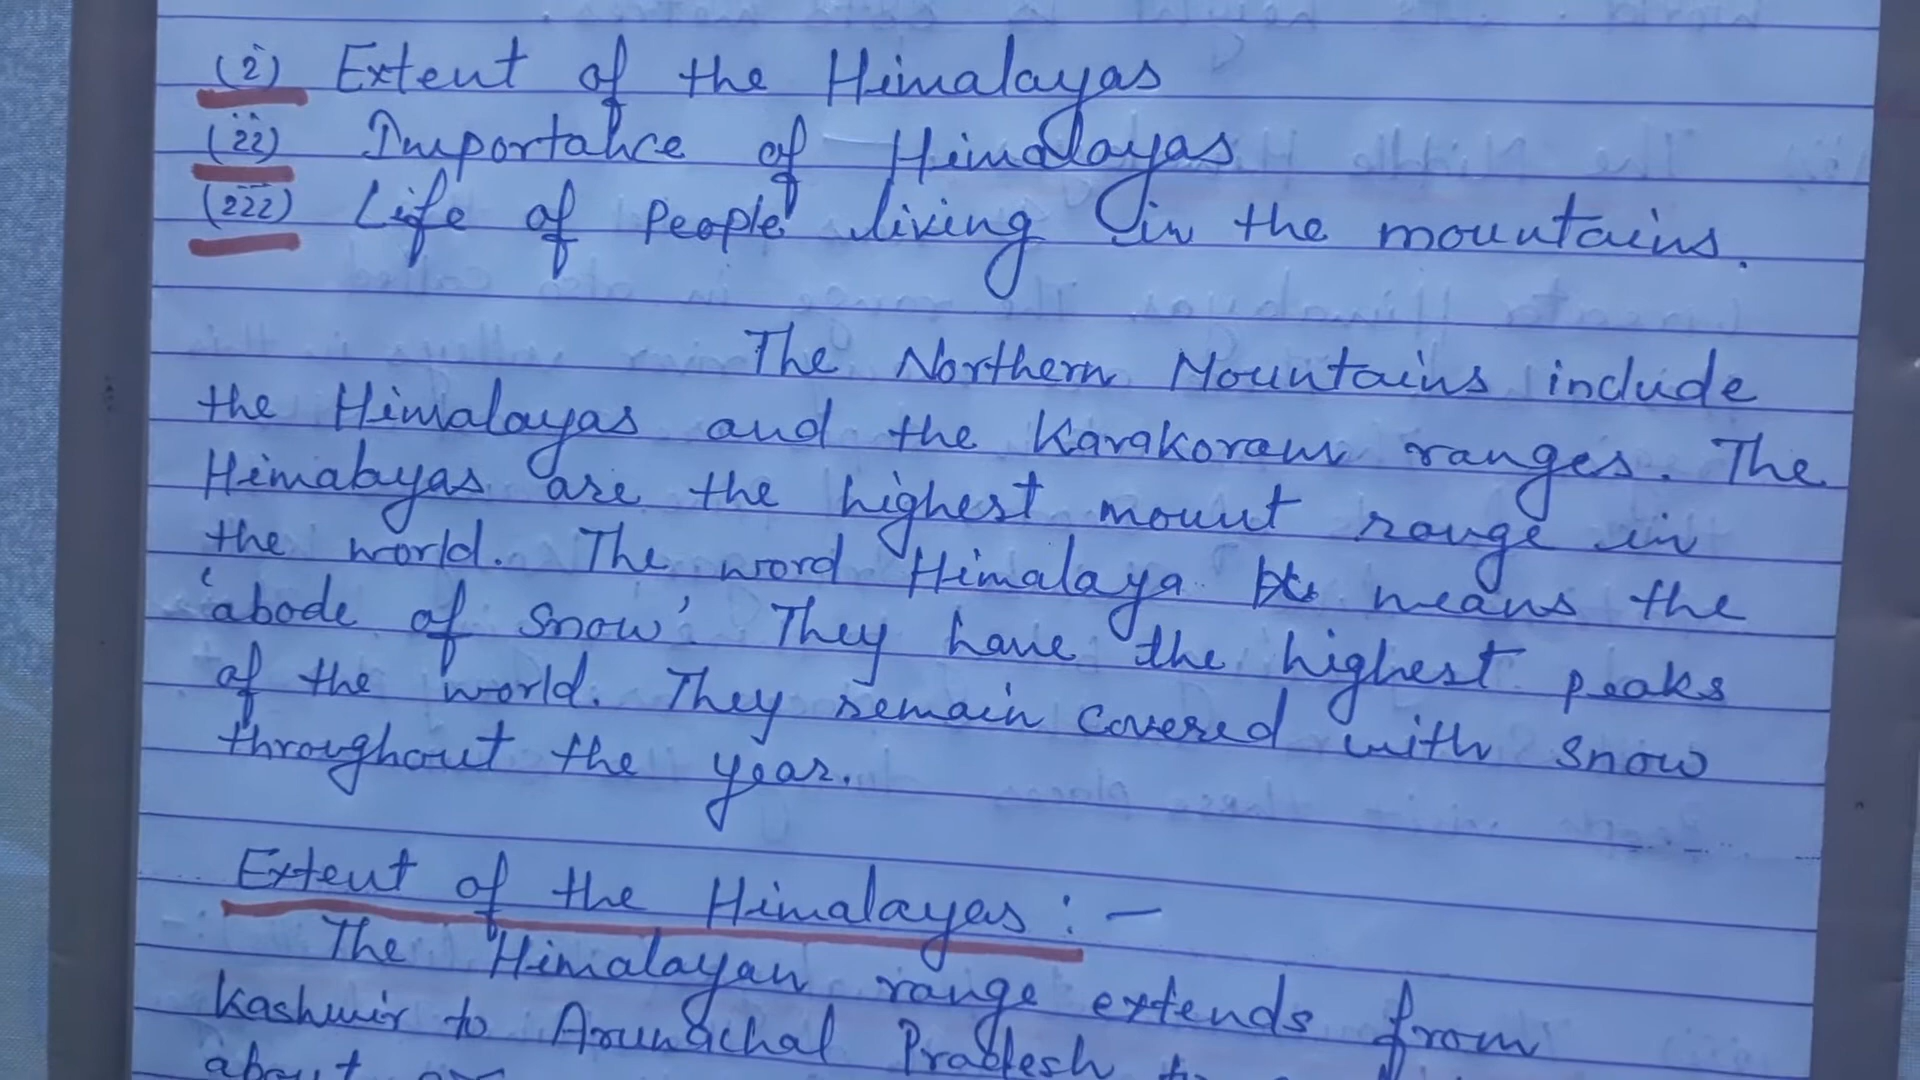 (i) Extent of the Himalayas
(ii) Importance of Himalayas
(iii) Life of People living in the mountains.
The Northern Mountains include
the Himalayas and the Karakoram ranges. The
Himalayas are the highest mount range in
the world. The word Himalaya means the
'abode of snow'. They have the highest peaks
of the world. They remain covered with snow
throughout the year.
Extent of the Himalayas :-
The Himalayan range extends from
Kashmir to Arunachal Pradesh
about